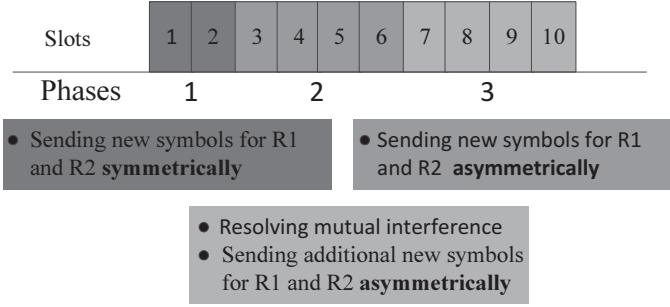 Slots 1 2 3 4 5 6 7 8 9 10
Phases 1 2 3
● Sending new symbols for R1
and R2 symmetrically
● Sending new symbols for R1
and R2 asymmetrically
● Resolving mutual interference
● Sending additional new symbols
for R1 and R2 asymmetrically